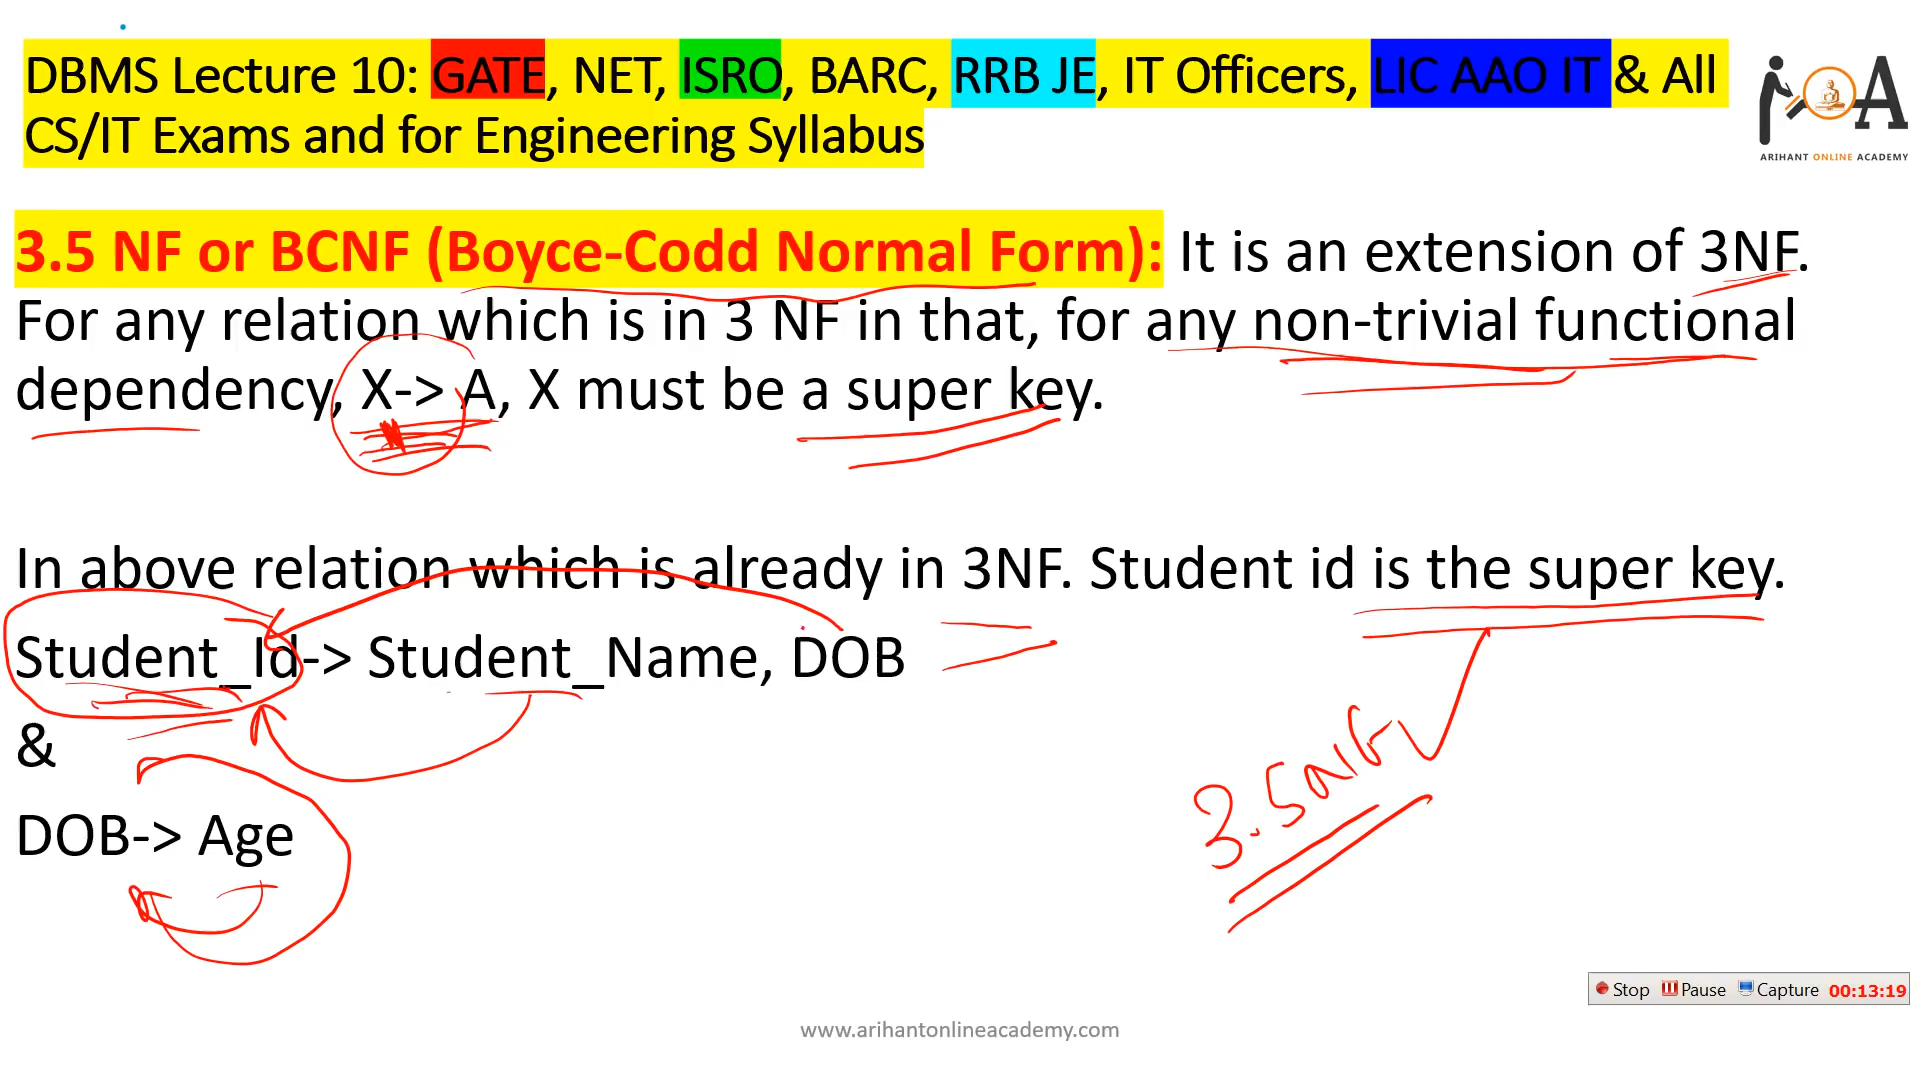 DBMS Lecture 10: GATE, NET, ISRO, BARC, RRB JE, IT Officers, LIC AAO IT & All
CS/IT Exams and for Engineering Syllabus
ARIHANT ONLINE ACADEMY
3.5 NF or BCNF (Boyce-Codd Normal Form): It is an extension of 3NF.
For any relation which is in 3 NF in that, for any non-trivial functional
dependency, X-> A, X must be a super key.
In above relation which is already in 3NF. Student id is the super key.
Student_Id-> Student_Name, DOB
&
DOB-> Age
3.5 NF
Stop Pause Capture 00:13:19
www.arihantonlineacademy.com